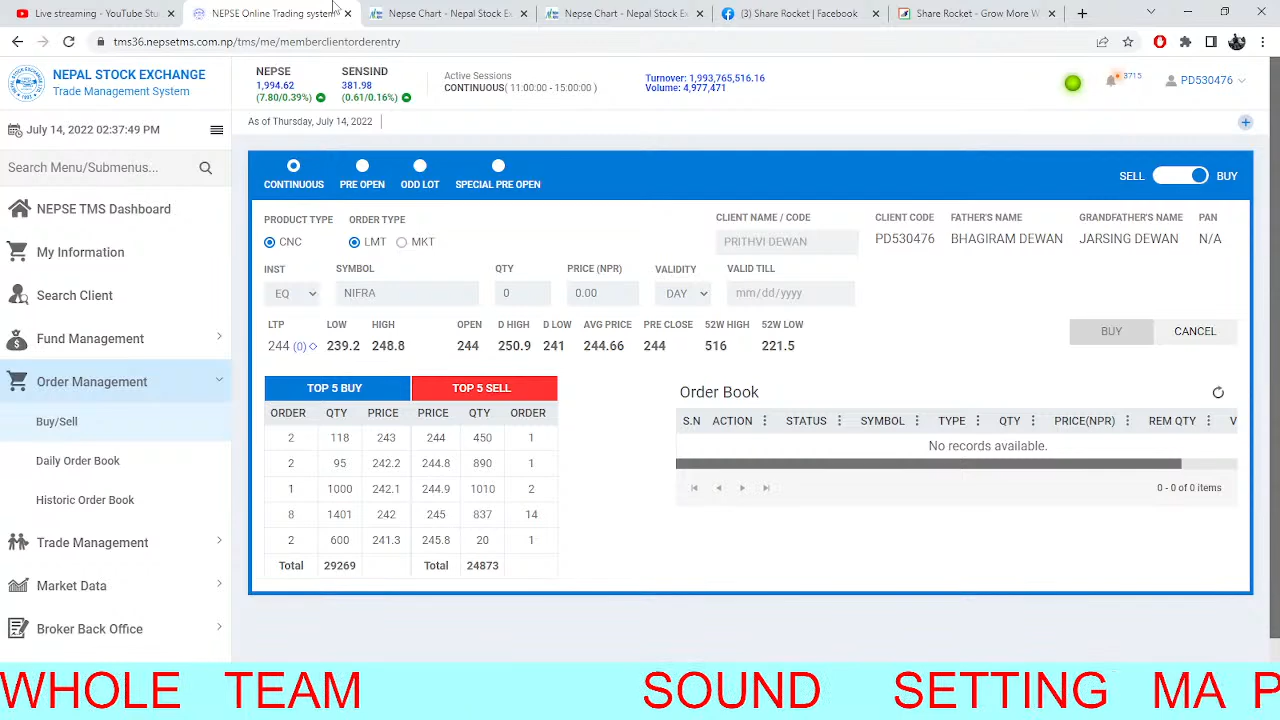 Live streaming - YouTube Stu
NEPSE Online Trading system
Nepse Chart - Nepal Stock Ex
Nepse Chart - Nepal Stock Ex
(3) Share Rocket | Facebook
Share Rocket - Grow More W
tms36.nepsetms.com.np/tms/me/memberclientorderentry
NEPAL STOCK EXCHANGE
Trade Management System
NEPSE
1,994.62
(7.80/0.39%)
SENSIND
381.98
(0.61/0.16%)
Active Sessions
CONTINUOUS( 11:00:00 - 15:00:00 )
Turnover: 1,993,765,516.16
Volume: 4,977,471
3715
PD530476
July 14, 2022 02:37:49 PM
As of Thursday, July 14, 2022
Search Menu/Submenus...
NEPSE TMS Dashboard
My Information
Search Client
Fund Management
Order Management
Buy/Sell
Daily Order Book
Historic Order Book
Trade Management
Market Data
Broker Back Office
CONTINUOUS PRE OPEN ODD LOT SPECIAL PRE OPEN
SELL BUY
PRODUCT TYPE ORDER TYPE
CNC LMT MKT
CLIENT NAME / CODE CLIENT CODE FATHER'S NAME GRANDFATHER'S NAME PAN
PRITHVI DEWAN PD530476 BHAGIRAM DEWAN JARSING DEWAN N/A
INST SYMBOL QTY PRICE (NPR) VALIDITY VALID TILL
EQ NIFRA 0 0.00 DAY mm/dd/yyyy
LTP LOW HIGH OPEN D HIGH D LOW AVG PRICE PRE CLOSE 52W HIGH 52W LOW
244 (0) 239.2 248.8 244 250.9 241 244.66 244 516 221.5
BUY CANCEL
TOP 5 BUY TOP 5 SELL
ORDER QTY PRICE PRICE QTY ORDER
2 118 243 244 450 1
2 95 242.2 244.8 890 1
1 1000 242.1 244.9 1010 2
8 1401 242 245 837 14
2 600 241.3 245.8 20 1
Total 29269 Total 24873
Order Book
S.N ACTION STATUS SYMBOL TYPE QTY PRICE(NPR) REM QTY V
No records available.
0 - 0 of 0 items
WHOLE TEAM SOUND SETTING MA P